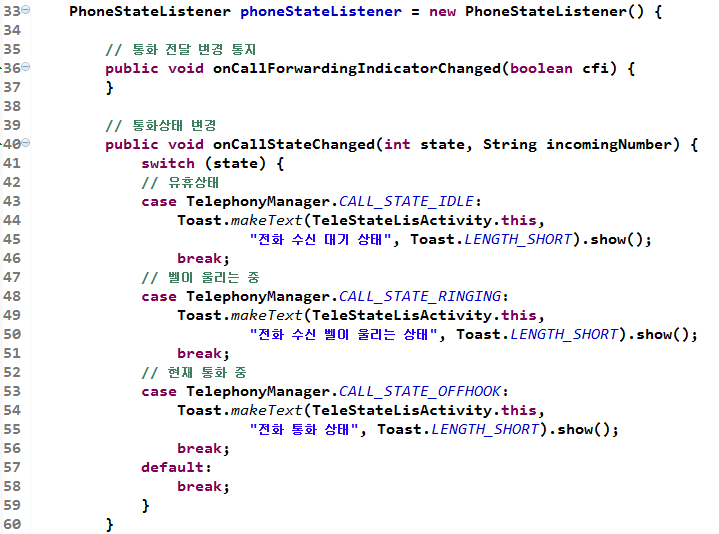 33 PhoneStateListener phoneStateListener = new PhoneStateListener() {
34
35 // 통화 전달 변경 통지
36 public void onCallForwardingIndicatorChanged(boolean cfi) {
37 }
38
39 // 통화상태 변경
40 public void onCallStateChanged(int state, String incomingNumber) {
41 switch (state) {
42 // 유휴상태
43 case TelephonyManager.CALL_STATE_IDLE:
44 Toast.makeText(TeleStateLisActivity.this,
45 "전화 수신 대기 상태", Toast.LENGTH_SHORT).show();
46 break;
47 // 벨이 울리는 중
48 case TelephonyManager.CALL_STATE_RINGING:
49 Toast.makeText(TeleStateLisActivity.this,
50 "전화 수신 벨이 울리는 상태", Toast.LENGTH_SHORT).show();
51 break;
52 // 현재 통화 중
53 case TelephonyManager.CALL_STATE_OFFHOOK:
54 Toast.makeText(TeleStateLisActivity.this,
55 "전화 통화 상태", Toast.LENGTH_SHORT).show();
56 break;
57 default:
58 break;
59 }
60 }